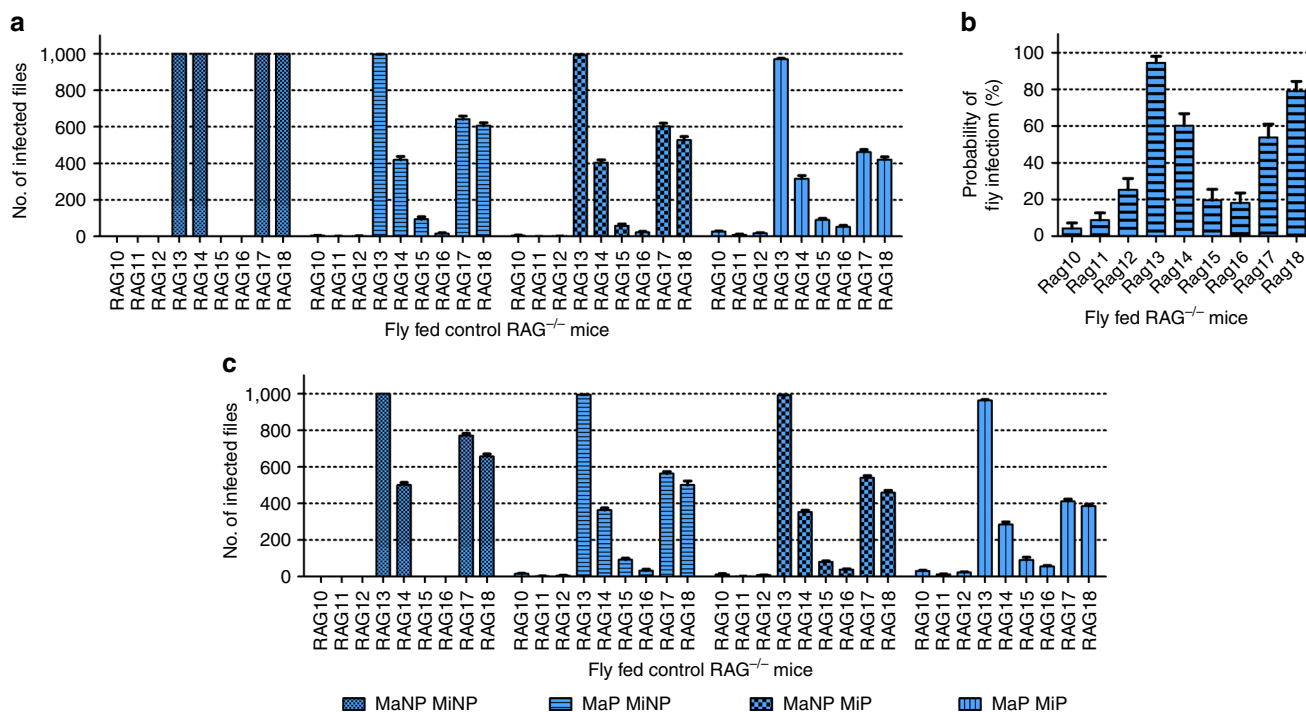 a
No. of infected files
1,000
800
600
400
200
0
RAG10 RAG11 RAG12 RAG13 RAG14 RAG15 RAG16 RAG17 RAG18 RAG10 RAG11 RAG12 RAG13 RAG14 RAG15 RAG16 RAG17 RAG18 RAG10 RAG11 RAG12 RAG13 RAG14 RAG15 RAG16 RAG17 RAG18 RAG10 RAG11 RAG12 RAG13 RAG14 RAG15 RAG16 RAG17 RAG18
Fly fed control RAG–/– mice
b
Probability of
fly infectiom (%)
100
80
60
40
20
0
Rag10 Rag11 Rag12 Rag13 Rag14 Rag15 Rag16 Rag17 Rag18
Fly fed RAG–/– mice
c
No. of infected files
1,000
800
600
400
200
0
RAG10 RAG11 RAG12 RAG13 RAG14 RAG15 RAG16 RAG17 RAG18 RAG10 RAG11 RAG12 RAG13 RAG14 RAG15 RAG16 RAG17 RAG18 RAG10 RAG11 RAG12 RAG13 RAG14 RAG15 RAG16 RAG17 RAG18 RAG10 RAG11 RAG12 RAG13 RAG14 RAG15 RAG16 RAG17 RAG18
Fly fed control RAG–/– mice
MaNP MiNP MaP MiNP MaNP MiP MaP MiP